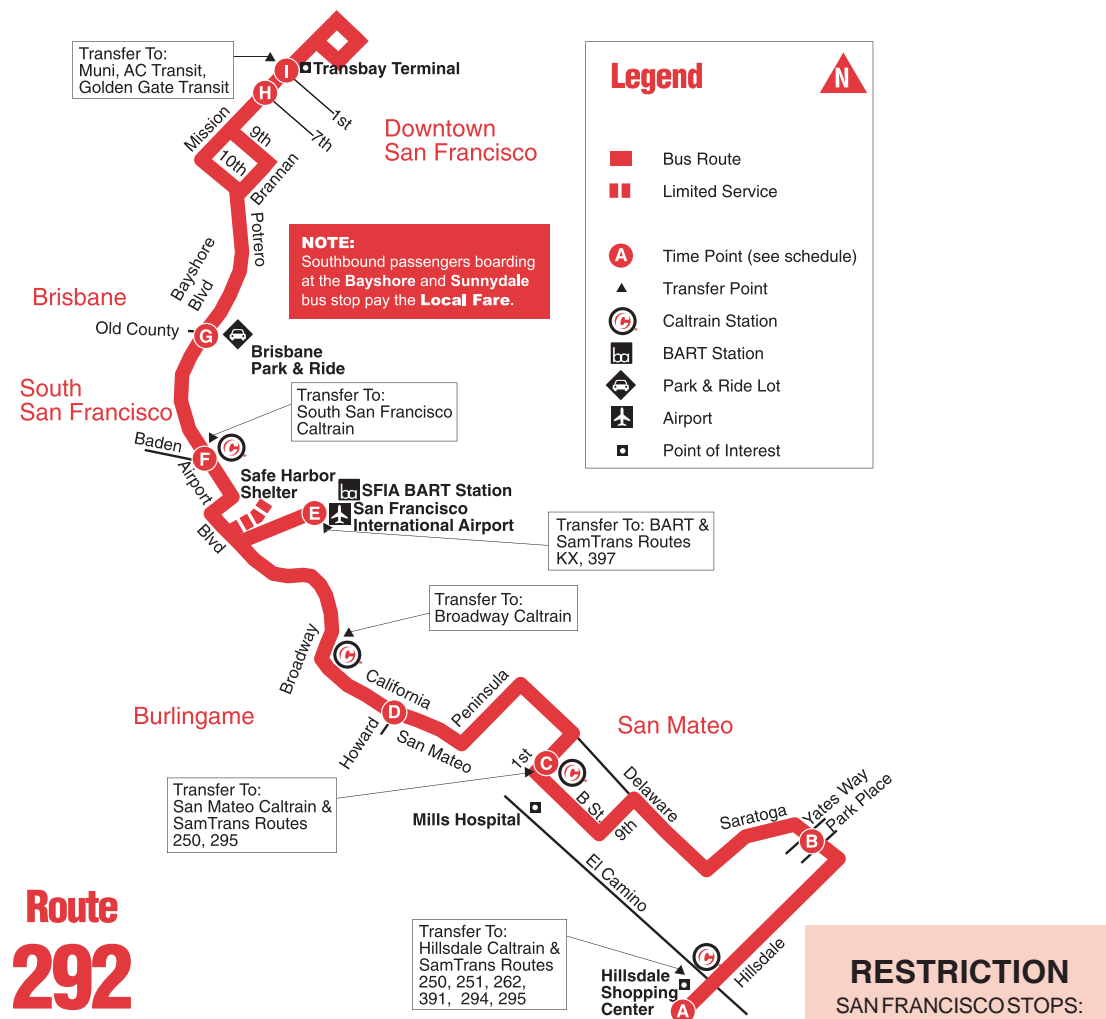 Transfer To:
Muni, AC Transit,
Golden Gate Transit
I
Transbay Terminal
H
1st
7th
Mission
9th
10th
Brannan
Downtown
San Francisco
Potrero
NOTE:
Southbound passengers boarding
at the Bayshore and Sunnydale
bus stop pay the Local Fare.
Bayshore
Blvd
Brisbane
Old County
G
Brisbane
Park & Ride
South
San Francisco
Transfer To:
South San Francisco
Caltrain
Baden
F
C
Airport
Blvd
Safe Harbor
Shelter
ba
SFIA BART Station
E
San Francisco
International Airport
Transfer To: BART &
SamTrans Routes
KX, 397
Transfer To:
Broadway Caltrain
Broadway
C
California
Burlingame
D
Howard
San Mateo
Peninsula
San Mateo
1st
C
C
Delaware
Transfer To:
San Mateo Caltrain &
SamTrans Routes
250, 295
B St.
9th
Mills Hospital
Saratoga
Yates Way
Park Place
B
El Camino
Hillsdale
Transfer To:
Hillsdale Caltrain &
SamTrans Routes
250, 251, 262,
391, 294, 295
C
Hillsdale
Shopping
Center
A
Legend
N
Bus Route
Limited Service
A
Time Point (see schedule)
Transfer Point
C
Caltrain Station
ba
BART Station
Park & Ride Lot
Airport
Point of Interest
Route
292
RESTRICTION
SAN FRANCISCO STOPS: